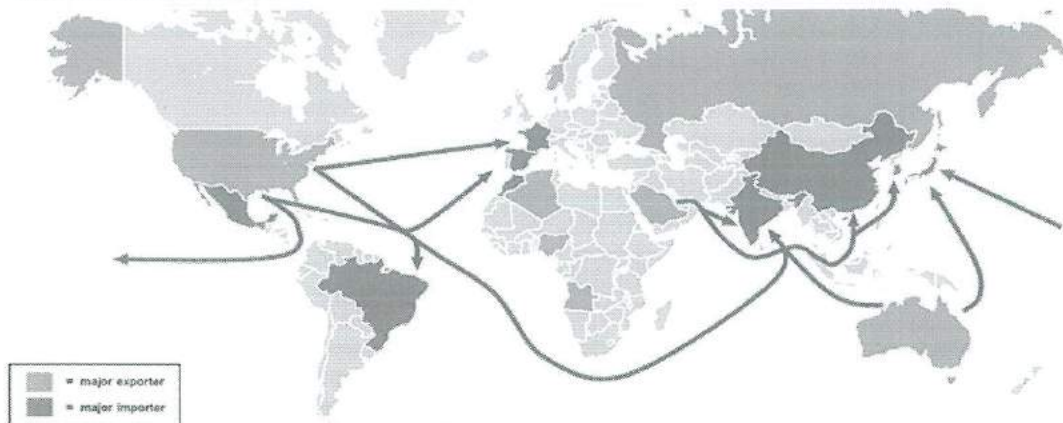 = major exporter
= major importer